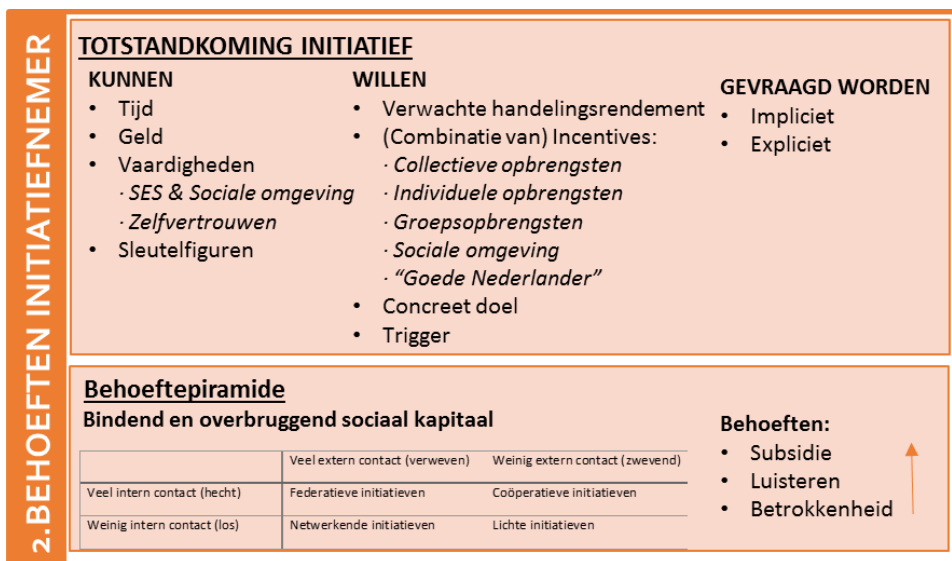 2. BEHOEFTEN INITIATIEFNEMER
TOTSTANDKOMING INITIATIEF
KUNNEN
• Tijd
• Geld
• Vaardigheden
· SES & Sociale omgeving
· Zelfvertrouwen
• Sleutelfiguren
WILLEN
• Verwachte handelingsrendement
• (Combinatie van) Incentives:
· Collectieve opbrengsten
· Individuele opbrengsten
· Groepsopbrengsten
· Sociale omgeving
· “Goede Nederlander”
• Concreet doel
• Trigger
GEVRAAGD WORDEN
• Impliciet
• Expliciet
Behoeftepiramide
Bindend en overbruggend sociaal kapitaal
Veel extern contact (verweven) Weinig extern contact (zwevend)
Veel intern contact (hecht) Federatieve initiatieven Coöperatieve initiatieven
Weinig intern contact (los) Netwerkende initiatieven Lichte initiatieven
Behoeften:
• Subsidie
• Luisteren
• Betrokkenheid